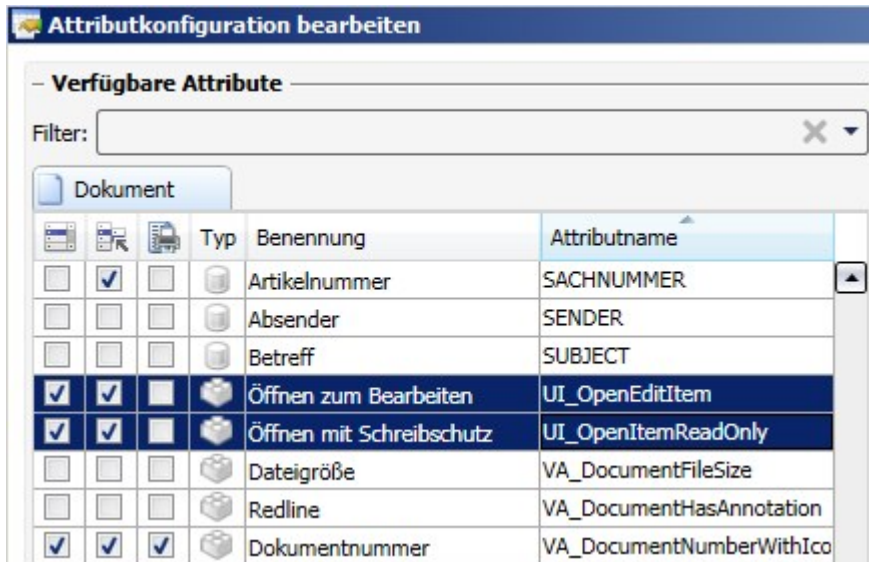 Attributkonfiguration bearbeiten
Verfügbare Attribute
Filter:
Dokument
Typ Benennung Attributname
Artikelnummer SACHNUMMER
Absender SENDER
Betreff SUBJECT
Öffnen zum Bearbeiten UI_OpenEditItem
Öffnen mit Schreibschutz UI_OpenItemReadOnly
Dateigröße VA_DocumentFileSize
Redline VA_DocumentHasAnnotation
Dokumentnummer VA_DocumentNumberWithIco